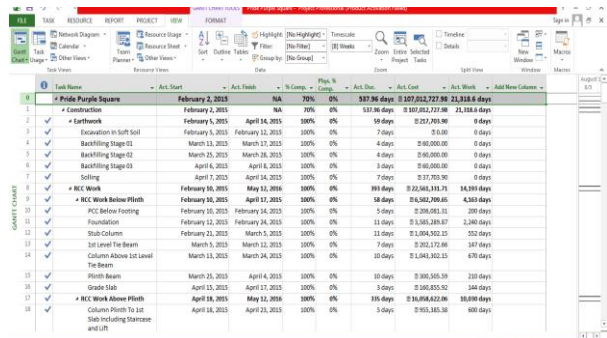 GANTT CHART TOOLS Pride Purple Square - Project Professional (Product Activation Failed)
FILE TASK RESOURCE REPORT PROJECT VIEW FORMAT Sign in
Network Diagram Resource Usage Highlight: [No Highlight] Timescale Timeline
Gantt Task Calendar Team Resource Sheet Sort Outline Tables Filter: [No Filter] [8] Weeks Zoom Entire Selected Details New Macros
Chart Usage Other Views Planner Other Views Group by: [No Group] Project Tasks Window
Task Views Resource Views Data Zoom Split View Window Macros
Task Name Act. Start Act. Finish % Comp. Phys. % Comp. Act. Dur. Act. Cost Act. Work Add New Column August
0 Pride Purple Square February 2, 2015 NA 70% 0% 537.96 days 107,012,727.98 21,318.6 days
1 Construction February 2, 2015 NA 70% 0% 537.96 days 107,012,727.98 21,318.6 days
2 Earthwork February 5, 2015 April 14, 2015 100% 0% 59 days 217,703.90 0 days
3 Excavation In Soft Soil February 5, 2015 February 12, 2015 100% 0% 7 days 0.00 0 days
4 Backfilling Stage 01 March 13, 2015 March 17, 2015 100% 0% 4 days 60,000.00 0 days
5 Backfilling Stage 02 March 25, 2015 March 28, 2015 100% 0% 4 days 60,000.00 0 days
6 Backfilling Stage 03 April 6, 2015 April 8, 2015 100% 0% 3 days 60,000.00 0 days
7 Soling April 7, 2015 April 14, 2015 100% 0% 7 days 37,703.90 0 days
8 RCC Work February 10, 2015 May 12, 2016 100% 0% 393 days 22,561,331.71 14,193 days
9 RCC Work Below Plinth February 10, 2015 April 17, 2015 100% 0% 58 days 6,502,709.65 4,163 days
10 PCC Below Footing February 10, 2015 February 14, 2015 100% 0% 5 days 206,081.31 200 days
11 Foundation February 12, 2015 February 24, 2015 100% 0% 11 days 3,585,289.87 2,240 days
12 Stub Column February 21, 2015 March 5, 2015 100% 0% 11 days 1,004,502.15 552 days
13 1st Level Tie Beam March 5, 2015 March 12, 2015 100% 0% 7 days 202,172.66 147 days
14 Column Above 1st Level March 13, 2015 March 24, 2015 100% 0% 10 days 1,043,302.15 670 days
Tie Beam
15 Plinth Beam March 25, 2015 April 4, 2015 100% 0% 10 days 300,505.59 210 days
16 Grade Slab April 15, 2015 April 17, 2015 100% 0% 3 days 160,855.92 144 days
17 RCC Work Above Plinth April 18, 2015 May 12, 2016 100% 0% 335 days 16,058,622.06 10,030 days
18 Column Plinth To 1st April 18, 2015 April 23, 2015 100% 0% 5 days 955,385.38 600 days
Slab Including Staircase
and Lift
GANTT CHART